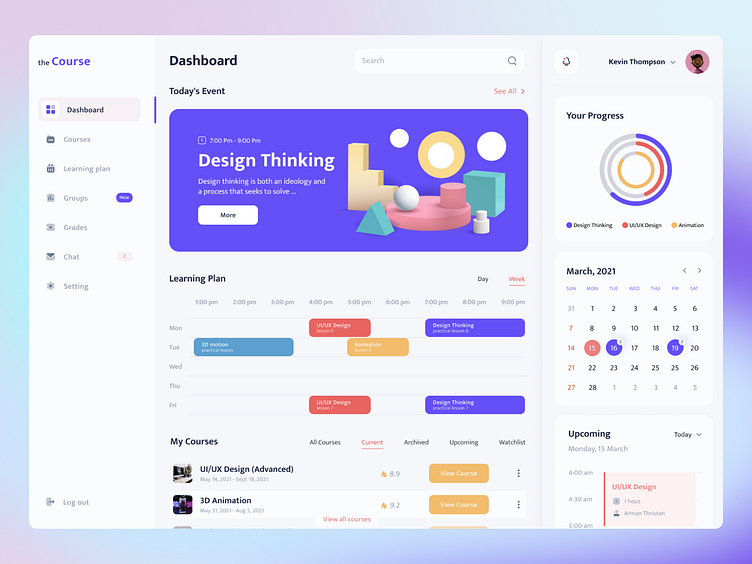 the Course
Dashboard
Courses
Learning plan
Groups New
Grades
Chat 2
Setting
Log out
Dashboard
Search
Today's Event
See All
7:00 Pm - 9:00 Pm
Design Thinking
Design thinking is both an ideology and
a process that seeks to solve ...
More
Learning Plan
Day Week
1:00 pm 2:00 pm 3:00 pm 4:00 pm 5:00 pm 6:00 pm 7:00 pm 8:00 pm 9:00 pm
Mon
UI/UX Design
lesson 6
Design Thinking
practical lesson 6
Tue
3D motion
practical lesson
Animation
lesson 4
Wed
Thu
Fri
UI/UX Design
lesson 7
Design Thinking
practical lesson 7
My Courses
All Courses Current Archived Upcoming Watchlist
UI/UX Design (Advanced)
May 14, 2021 - Sept 18, 2021
8.9
View Course
3D Animation
May 31, 2021 - Aug 5, 2021
9.2
View Course
View all courses
Kevin Thompson
Your Progress
Design Thinking UI/UX Design Animation
March, 2021
SUN MON TUE WED THU FRI SAT
31 1 2 3 4 5 6
7 8 9 10 11 12 13
14 15 16 2 17 18 19 2 20
21 22 23 24 25 26 27
27 28 1 2 3 4 5
Upcoming
Today
Monday, 15 March
4:00 am
UI/UX Design
4:30 am
1 hous
Arman Thristan
5:00 am